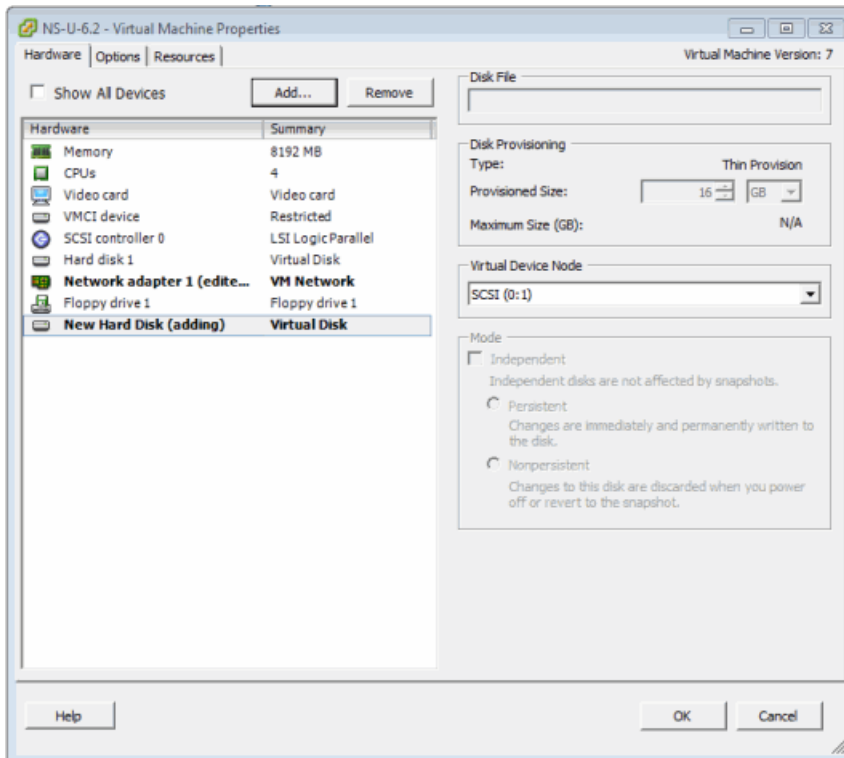 NS-U-6.2 - Virtual Machine Properties
Hardware Options Resources Virtual Machine Version: 7
Show All Devices Add... Remove
Hardware Summary
Memory 8192 MB
CPUs 4
Video card Video card
VMCI device Restricted
SCSI controller 0 LSI Logic Parallel
Hard disk 1 Virtual Disk
Network adapter 1 (edite... VM Network
Floppy drive 1 Floppy drive 1
New Hard Disk (adding) Virtual Disk
Disk File
Disk Provisioning
Type: Thin Provision
Provisioned Size: 16 GB
Maximum Size (GB): N/A
Virtual Device Node
SCSI (0:1)
Mode
Independent
Independent disks are not affected by snapshots.
Persistent
Changes are immediately and permanently written to
the disk.
Nonpersistent
Changes to this disk are discarded when you power
off or revert to the snapshot.
Help OK Cancel